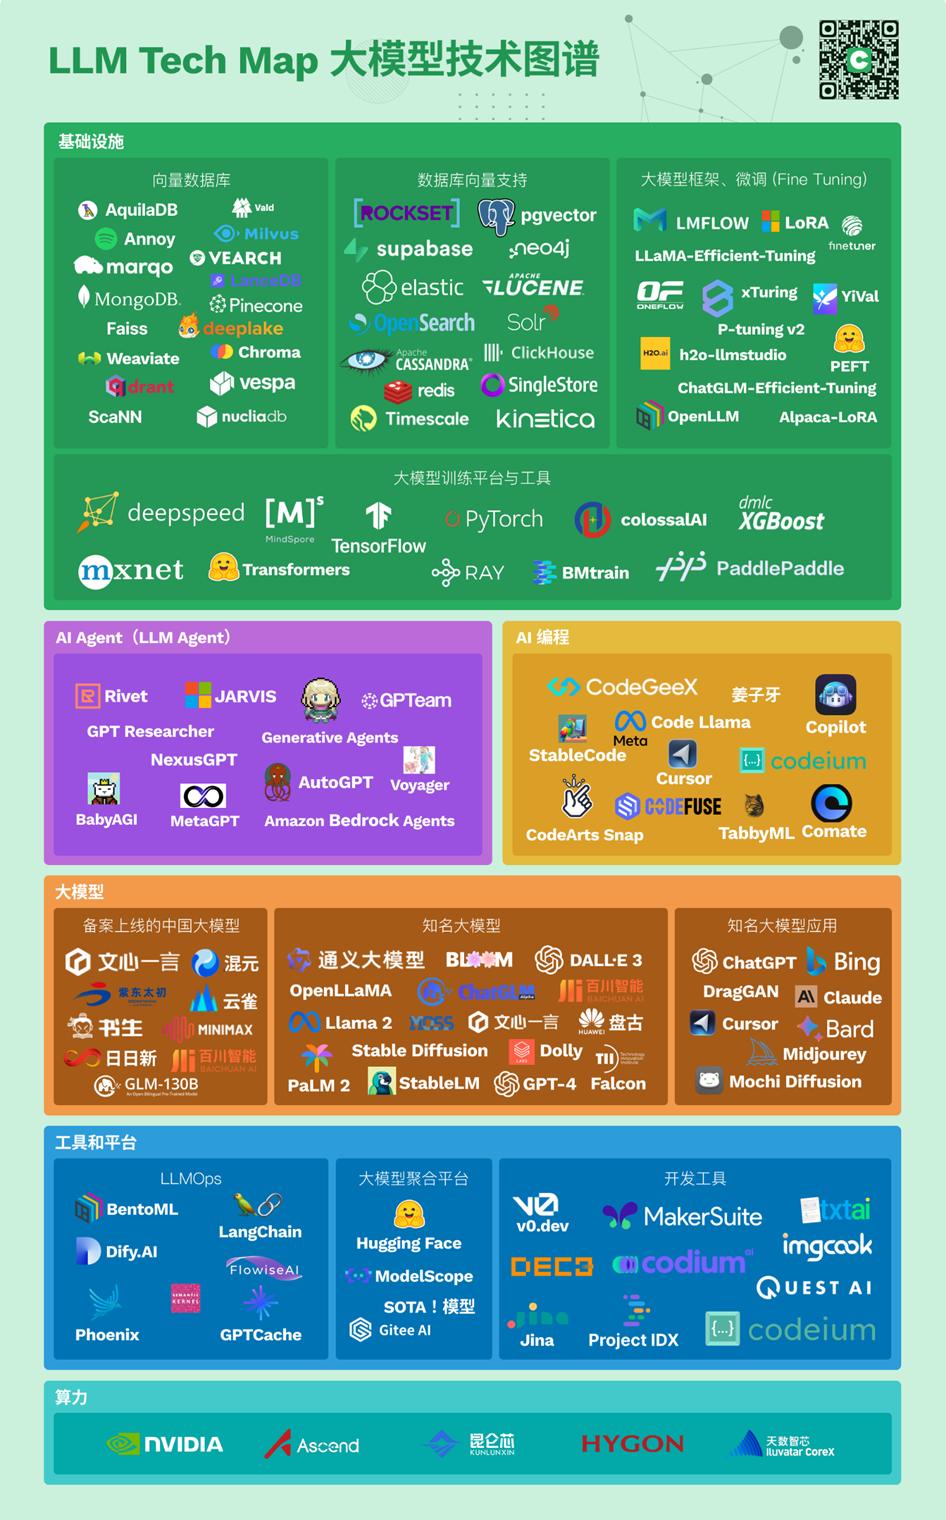 LLM Tech Map 大模型技术图谱
基础设施
向量数据库
AquilaDB
Vald
Annoy
Milvus
marqo
VEARCH
LanceDB
MongoDB.
Pinecone
Faiss
deeplake
Weaviate
Chroma
qdrant
vespa
ScaNN
nucliadb
数据库向量支持
[ROCKSET]
pgvector
supabase
neo4j
elastic
APACHE
LUCENE
OpenSearch
Solr
Apache
CASSANDRA
ClickHouse
redis
SingleStore
Timescale
kinetica
大模型框架、微调 (Fine Tuning)
LMFLOW
LoRA
finetuner
LLaMA-Efficient-Tuning
OF
ONEFLOW
xTuring
YiVal
P-tuning v2
H2O.ai
h2o-llmstudio
PEFT
ChatGLM-Efficient-Tuning
OpenLLM
Alpaca-LoRA
大模型训练平台与工具
deepspeed
[M]s
MindSpore
TensorFlow
PyTorch
colossalAI
dmlc
XGBoost
mxnet
Transformers
RAY
BMtrain
PaddlePaddle
AI Agent（LLM Agent）
Rivet
JARVIS
GPTeam
GPT Researcher
Generative Agents
NexusGPT
AutoGPT
Voyager
BabyAGI
MetaGPT
Amazon Bedrock Agents
AI 编程
CodeGeeX
姜子牙
Copilot
StableCode
Meta
Code Llama
Cursor
{...} codeium
CodeArts Snap
CODEFUSE
TabbyML
Comate
大模型
备案上线的中国大模型
文心一言
混元
紫东太初
云雀
书生
MINIMAX
日日新
百川智能
BAICHUAN AI
GLM-130B
An Open Bilingual Pre-Trained Model
知名大模型
通义大模型
BLOOM
DALL·E 3
OpenLLaMA
ChatGLM
Alpha
百川智能
BAICHUAN AI
Llama 2
MOSS
文心一言
HUAWEI
盘古
PaLM 2
Stable Diffusion
LABS
Dolly
TII
Technology
Innovation
Institute
StableLM
GPT-4
Falcon
知名大模型应用
ChatGPT
Bing
DragGAN
AI
Claude
Cursor
Bard
Midjourey
Mochi Diffusion
工具和平台
LLMOps
BentoML
LangChain
Dify.AI
FlowiseAI
SEMANTIC
KERNEL
Phoenix
GPTCache
大模型聚合平台
Hugging Face
ModelScope
SOTA！模型
Gitee AI
开发工具
v0
v0.dev
MakerSuite
txtai
imgcook
DEC3
codiumai
QUEST AI
Jina
Jina
Project IDX
{...} codeium
算力
NVIDIA
Ascend
昆仑芯
KUNLUNXIN
HYGON
天数智芯
Iluvatar CoreX